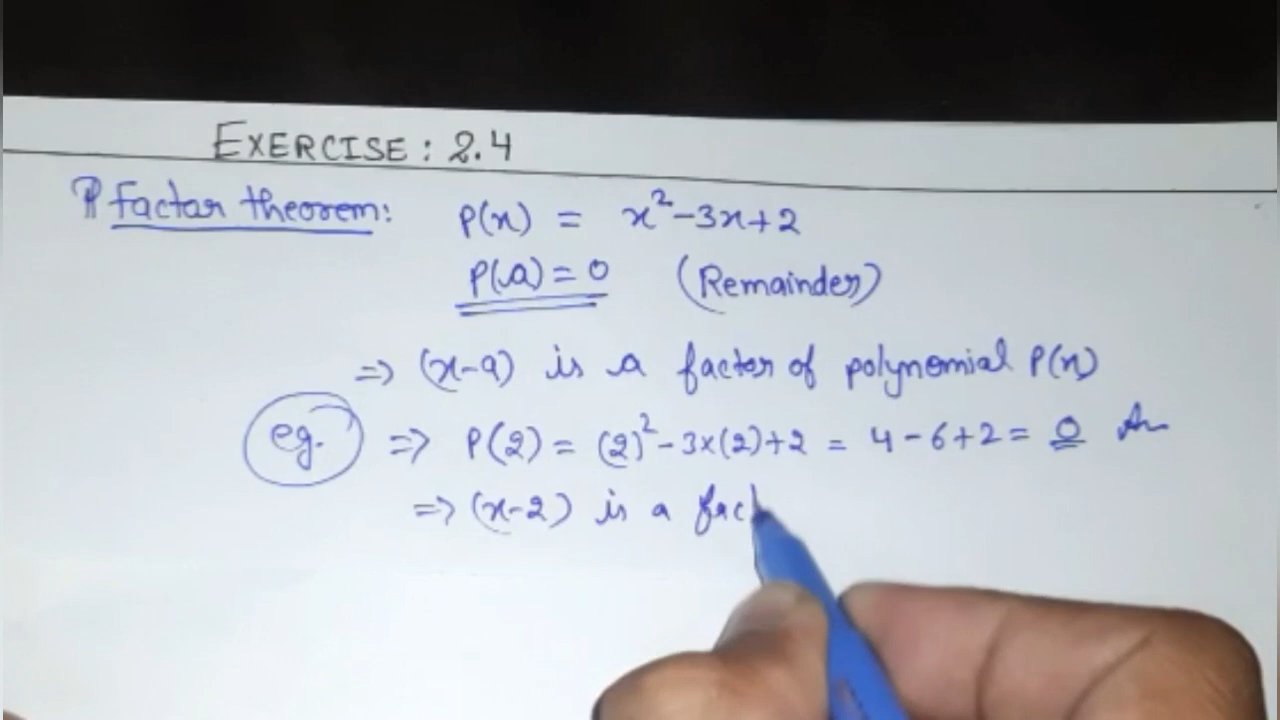 EXERCISE : 2.4
Factor theorem: P(x) = x²-3x+2
P(a) = 0 (Remainder)
=> (x-a) is a factor of polynomial P(x)
eg. => P(2) = (2)²-3x(2)+2 = 4-6+2 = 0
=> (x-2) is a fact